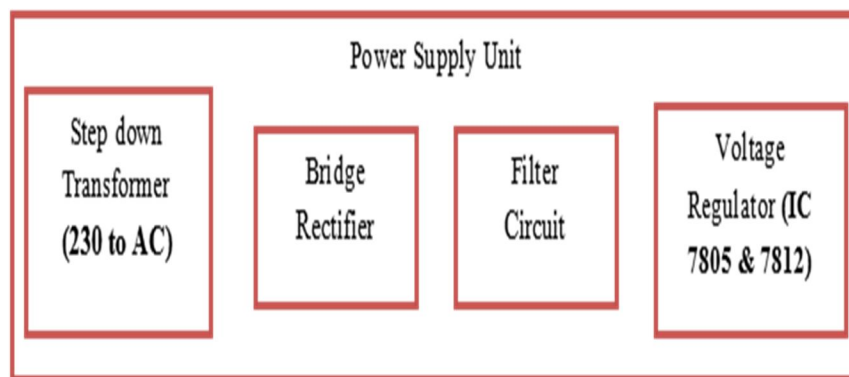 Power Supply Unit
Step down
Transformer
(230 to AC)
Bridge
Rectifier
Filter
Circuit
Voltage
Regulator (IC
7805 & 7812)